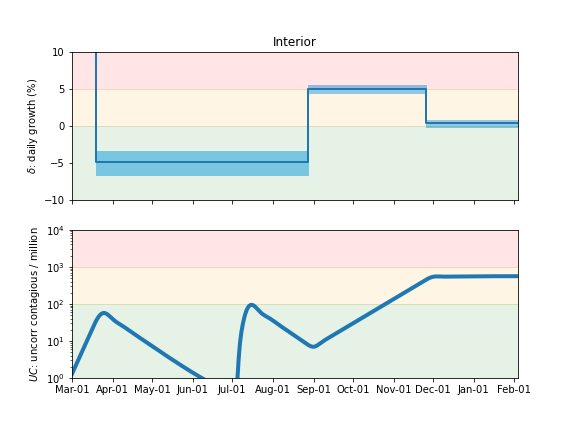 Interior
δ: daily growth (%)
10
5
0
−5
−10
UC: uncorr contagious / million
10⁴
10³
10²
10¹
10⁰
Mar-01 Apr-01 May-01 Jun-01 Jul-01 Aug-01 Sep-01 Oct-01 Nov-01 Dec-01 Jan-01 Feb-01